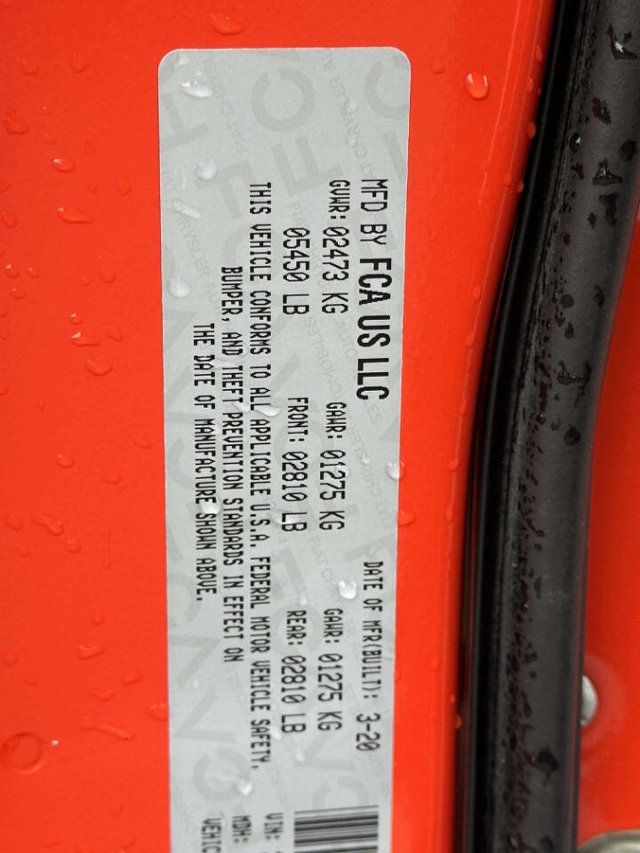 MFD BY FCA US LLC DATE OF MFR(BUILT): 3-20
GVWR: 02473 KG GAWR: 01275 KG GAWR: 01275 KG
05450 LB FRONT: 02810 LB REAR: 02810 LB
THIS VEHICLE CONFORMS TO ALL APPLICABLE U.S.A. FEDERAL MOTOR VEHICLE SAFETY,
BUMPER, AND THEFT PREVENTION STANDARDS IN EFFECT ON
THE DATE OF MANUFACTURE SHOWN ABOVE.
VIN:
MDH: